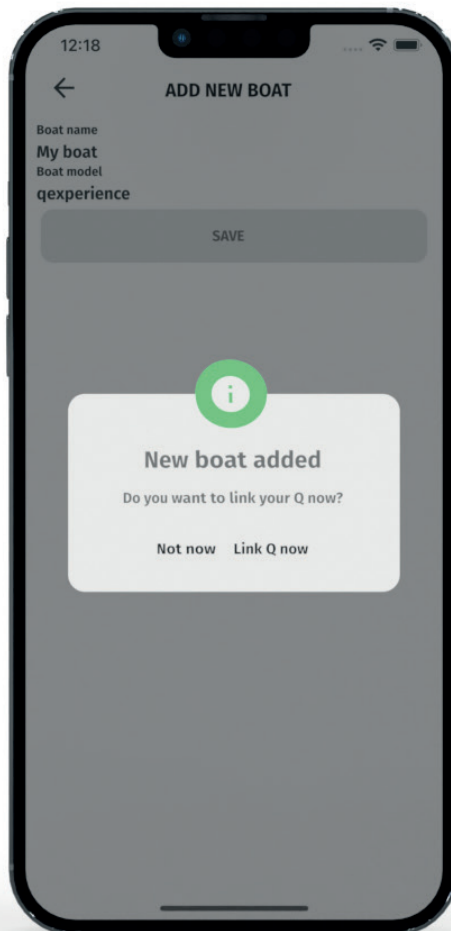 12:18
ADD NEW BOAT
Boat name
My boat
Boat model
qexperience
SAVE
New boat added
Do you want to link your Q now?
Not now Link Q now